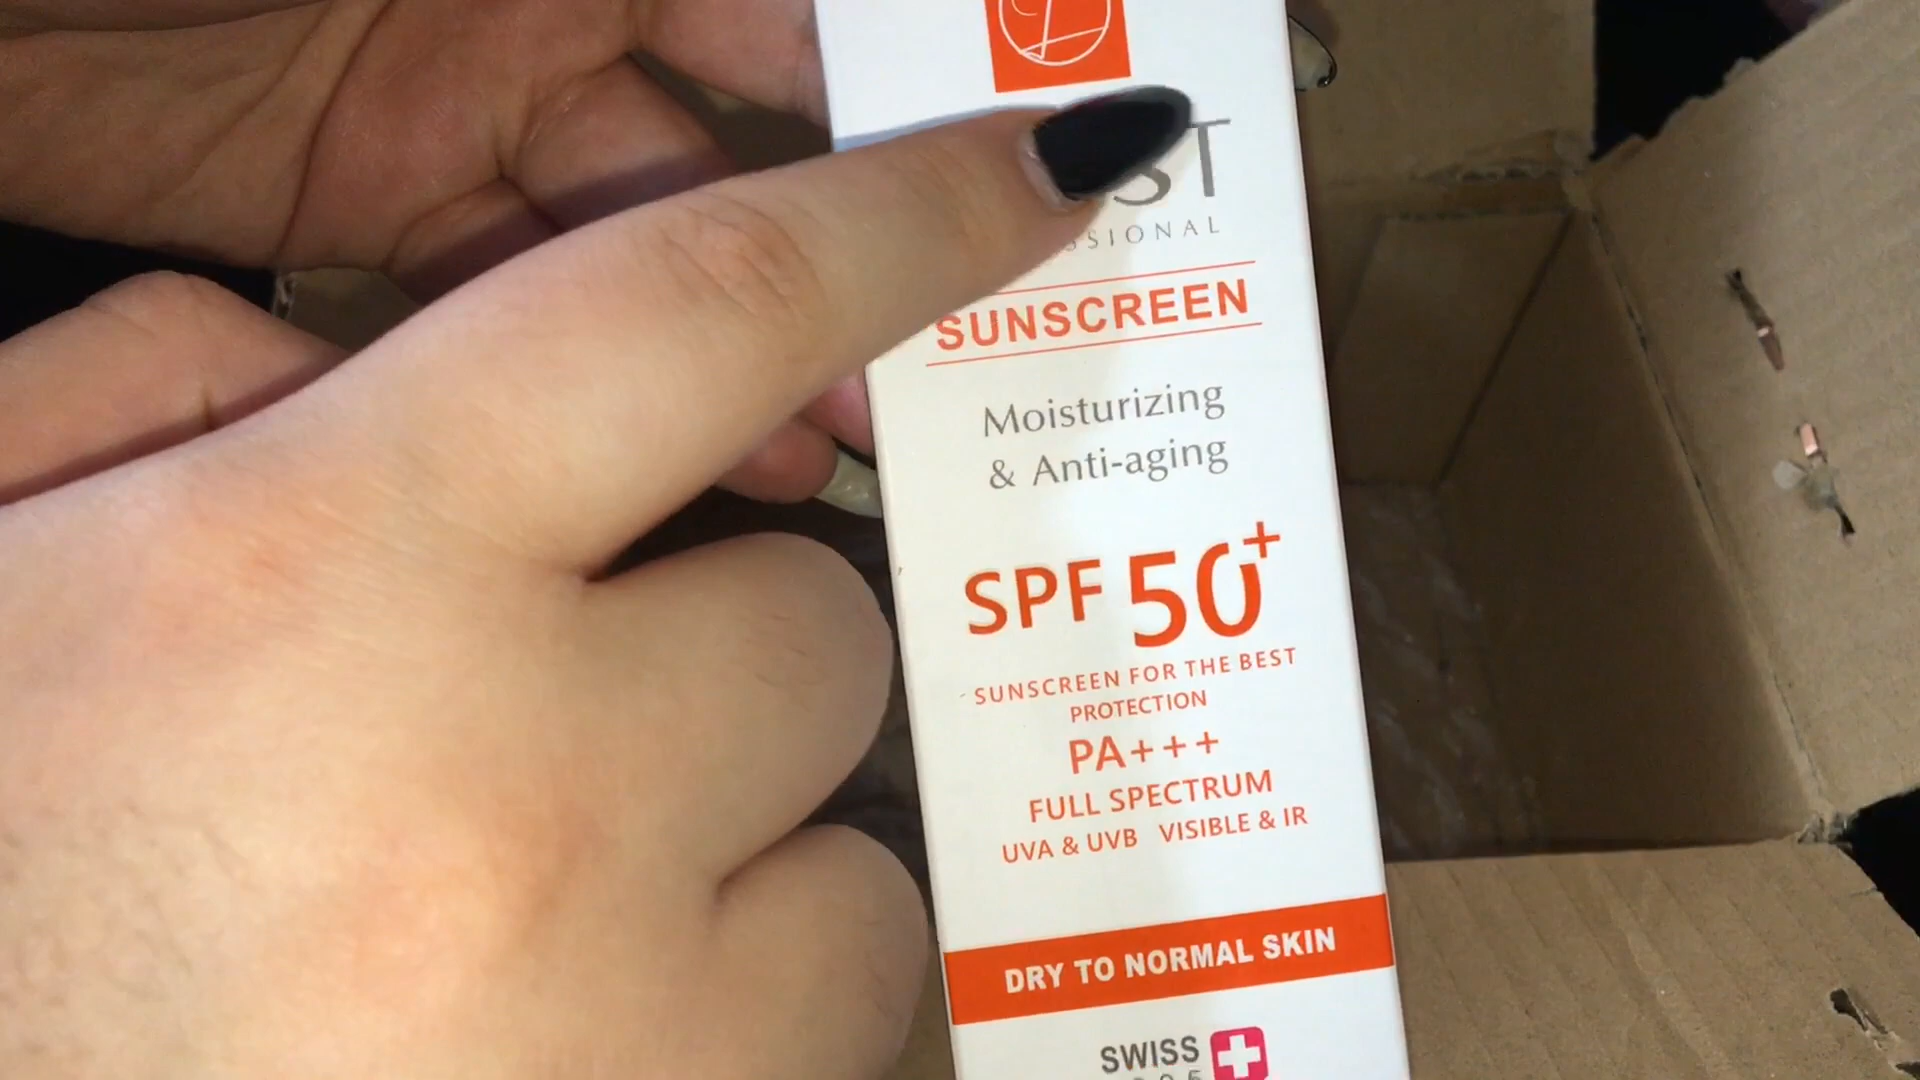 SUNSCREEN
Moisturizing
& Anti-aging
SPF 50+
SUNSCREEN FOR THE BEST
PROTECTION
PA+++
FULL SPECTRUM
UVA & UVB VISIBLE & IR
DRY TO NORMAL SKIN
SWISS